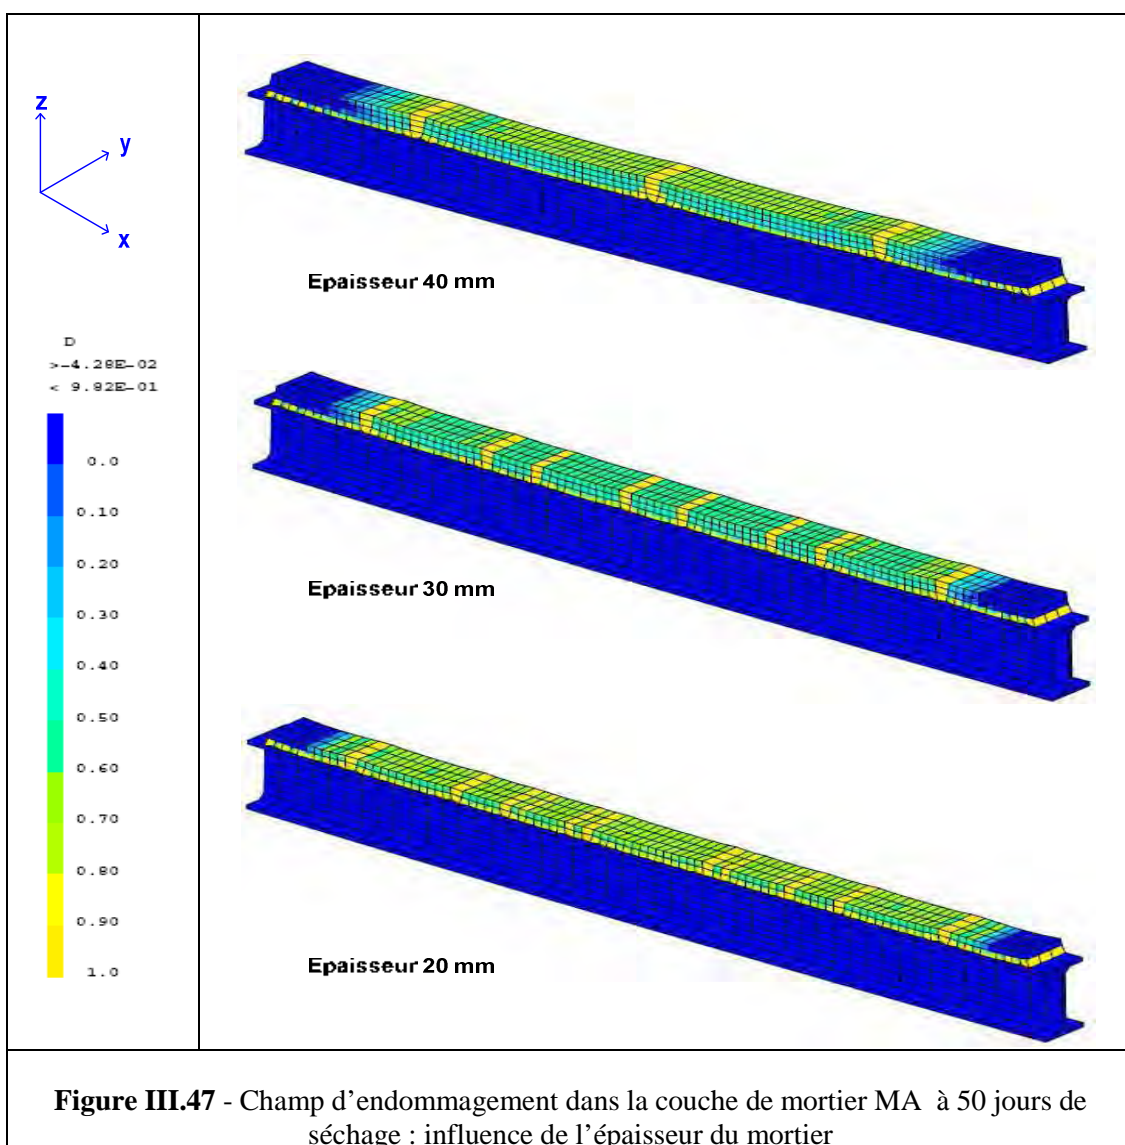 z
y
x
Epaisseur 40 mm
D
>-4.28E-02
< 9.82E-01
0.0
0.10
0.20
0.30
0.40
0.50
0.60
0.70
0.80
0.90
1.0
Epaisseur 30 mm
Epaisseur 20 mm
Figure III.47 - Champ d’endommagement dans la couche de mortier MA à 50 jours de
séchage : influence de l’épaisseur du mortier